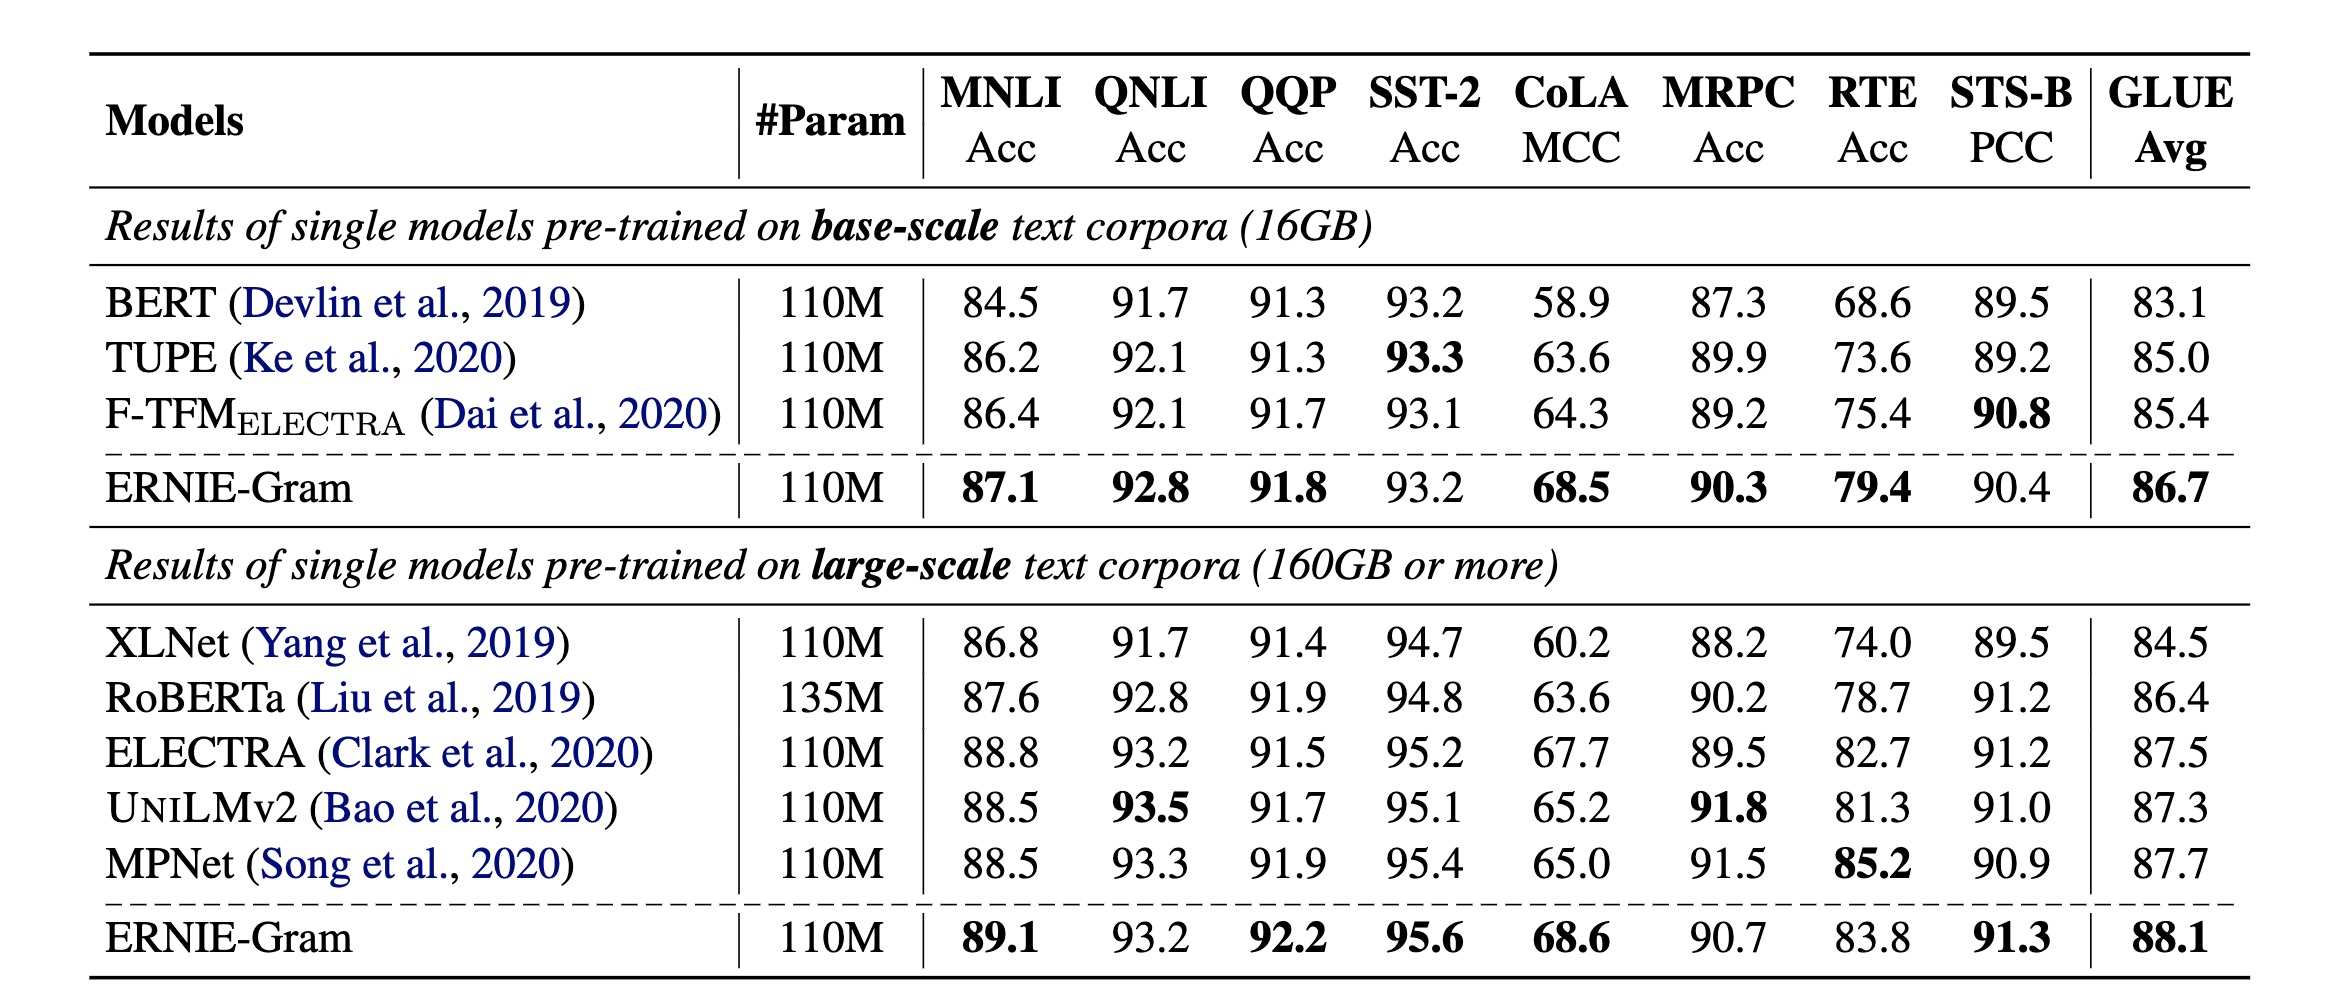 Models #Param MNLI QNLI QQP SST-2 CoLA MRPC RTE STS-B GLUE
Acc Acc Acc Acc MCC Acc Acc PCC Avg
Results of single models pre-trained on base-scale text corpora (16GB)
BERT (Devlin et al., 2019) 110M 84.5 91.7 91.3 93.2 58.9 87.3 68.6 89.5 83.1
TUPE (Ke et al., 2020) 110M 86.2 92.1 91.3 93.3 63.6 89.9 73.6 89.2 85.0
F-TFMELECTRA (Dai et al., 2020) 110M 86.4 92.1 91.7 93.1 64.3 89.2 75.4 90.8 85.4
ERNIE-Gram 110M 87.1 92.8 91.8 93.2 68.5 90.3 79.4 90.4 86.7
Results of single models pre-trained on large-scale text corpora (160GB or more)
XLNet (Yang et al., 2019) 110M 86.8 91.7 91.4 94.7 60.2 88.2 74.0 89.5 84.5
RoBERTa (Liu et al., 2019) 135M 87.6 92.8 91.9 94.8 63.6 90.2 78.7 91.2 86.4
ELECTRA (Clark et al., 2020) 110M 88.8 93.2 91.5 95.2 67.7 89.5 82.7 91.2 87.5
UNILMv2 (Bao et al., 2020) 110M 88.5 93.5 91.7 95.1 65.2 91.8 81.3 91.0 87.3
MPNet (Song et al., 2020) 110M 88.5 93.3 91.9 95.4 65.0 91.5 85.2 90.9 87.7
ERNIE-Gram 110M 89.1 93.2 92.2 95.6 68.6 90.7 83.8 91.3 88.1